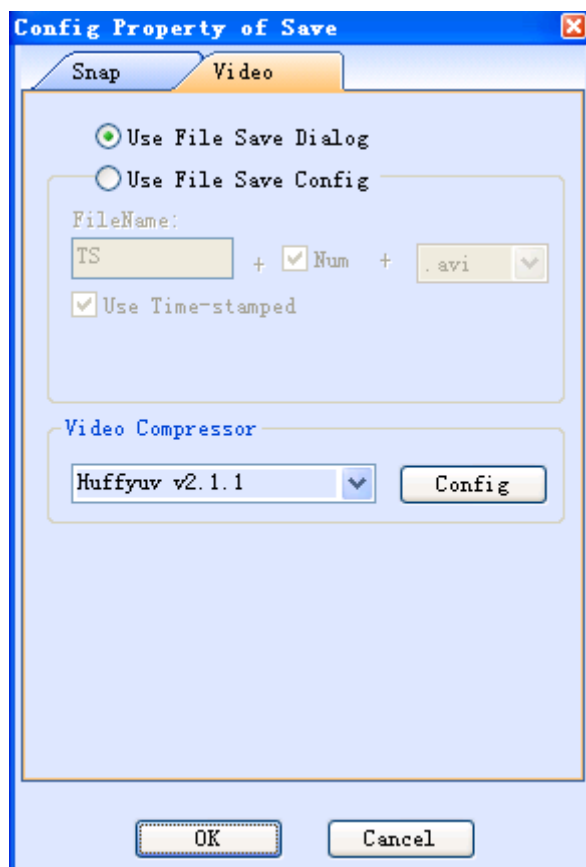 Config Property of Save
Snap Video
Use File Save Dialog
Use File Save Config
FileName:
TS + Num + .avi
Use Time-stamped
Video Compressor
Huffyuv v2.1.1 Config
OK Cancel